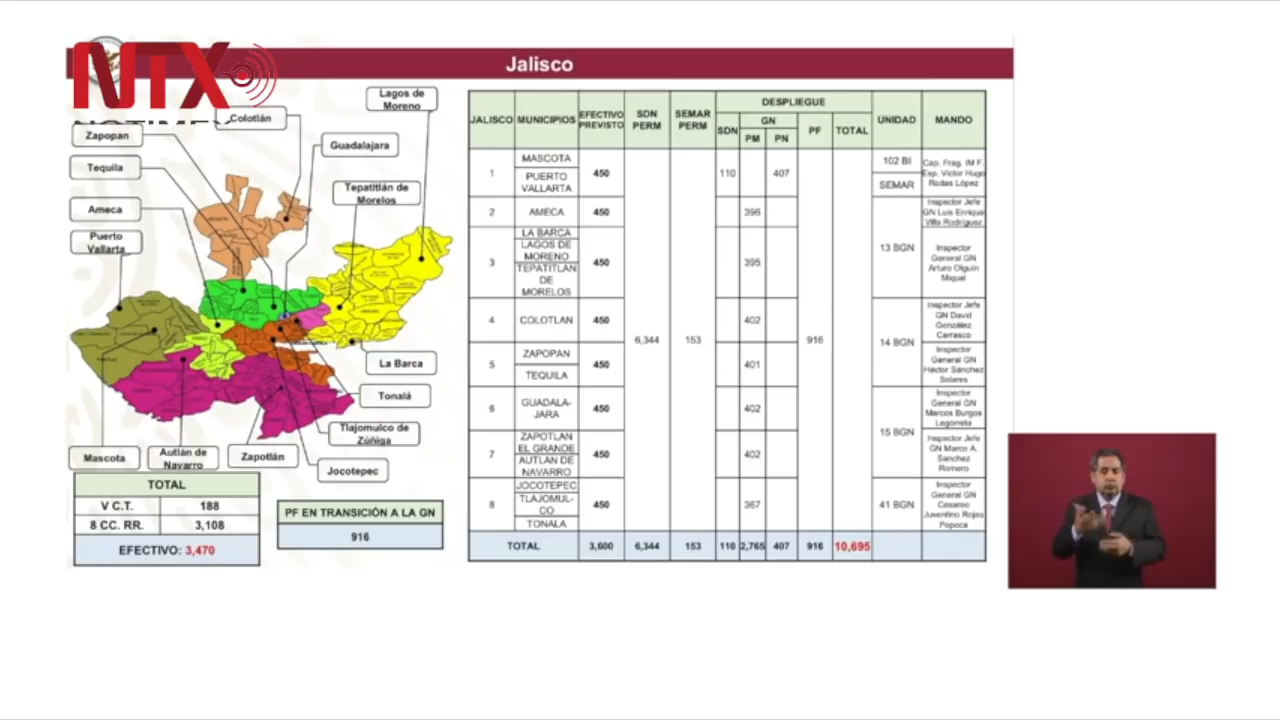 NTX
NOTIMEX
Jalisco
Lagos de
Moreno
Colotlán
Zapopan
Guadalajara
Tequila
Tepatitlán de
Morelos
Ameca
Puerto
Vallarta
La Barca
Tonalá
Tlajomulco de
Zúñiga
Jocotepec
Zapotlán
Autlán de
Navarro
Mascota
TOTAL
V C.T. 188
8 CC. RR. 3,108
EFECTIVO: 3,470
PF EN TRANSICIÓN A LA GN
916
JALISCO MUNICIPIOS EFECTIVO PREVISTO SDN PERM SEMAR PERM DESPLIEGUE UNIDAD MANDO
SDN GN PF TOTAL
PM PN
1 MASCOTA PUERTO VALLARTA 450 110 407 102 BI SEMAR Cap. Frag. IM F. Esp. Víctor Hugo Rodas López
2 AMECA 450 396 13 BGN Inspector Jefe GN Luis Enrique Villa Rodríguez
3 LA BARCA LAGOS DE MORENO TEPATITLAN DE MORELOS 450 395 Inspector General GN Arturo Olguín Miquel
4 COLOTLAN 450 6,344 153 402 916 14 BGN Inspector Jefe GN David González Carrasco
5 ZAPOPAN TEQUILA 450 401 Inspector General GN Héctor Sánchez Solares
6 GUADALA-JARA 450 402 15 BGN Inspector General GN Marcos Burgos Legorreta
7 ZAPOTLAN EL GRANDE AUTLAN DE NAVARRO 450 402 Inspector Jefe GN Marco A. Sanchez Romero
8 JOCOTEPEC TLAJOMUL-CO TONALA 450 367 41 BGN Inspector General GN Cesareo Juventino Rojas Popoca
TOTAL 3,600 6,344 153 110 2,765 407 916 10,695